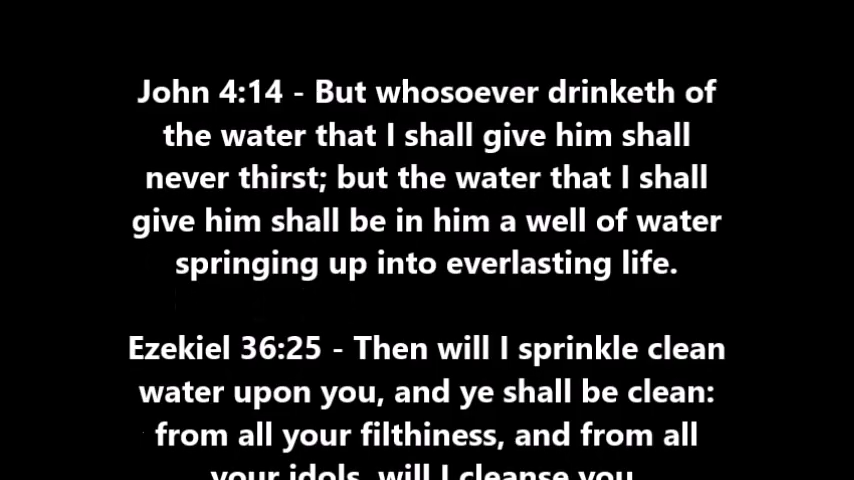 John 4:14 - But whosoever drinketh of
the water that I shall give him shall
never thirst; but the water that I shall
give him shall be in him a well of water
springing up into everlasting life.
Ezekiel 36:25 - Then will I sprinkle clean
water upon you, and ye shall be clean:
from all your filthiness, and from all
your idols, will I cleanse you.